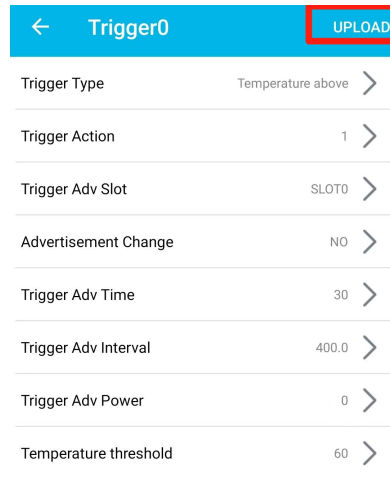 Trigger0 UPLOAD
Trigger Type Temperature above
Trigger Action 1
Trigger Adv Slot SLOT0
Advertisement Change NO
Trigger Adv Time 30
Trigger Adv Interval 400.0
Trigger Adv Power 0
Temperature threshold 60